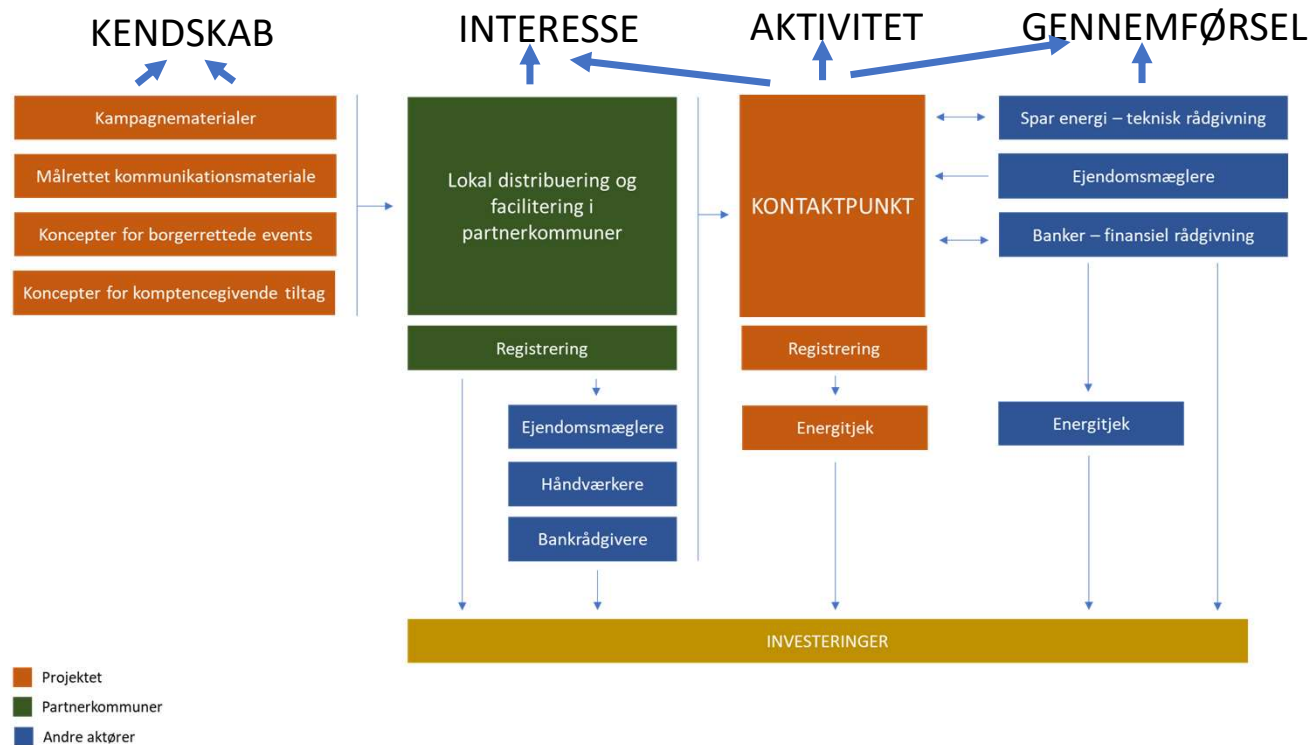 KENDSKAB
INTERESSE
AKTIVITET
GENNEMFØRSEL
Kampagnematerialer
Målrettet kommunikationsmateriale
Koncepter for borgerrettede events
Koncepter for komptencegivende tiltag
Lokal distribuering og
facilitering i
partnerkommuner
Registrering
Ejendomsmæglere
Håndværkere
Bankrådgivere
KONTAKTPUNKT
Registrering
Energitjek
Spar energi – teknisk rådgivning
Ejendomsmæglere
Banker – finansiel rådgivning
Energitjek
INVESTERINGER
Projektet
Partnerkommuner
Andre aktører